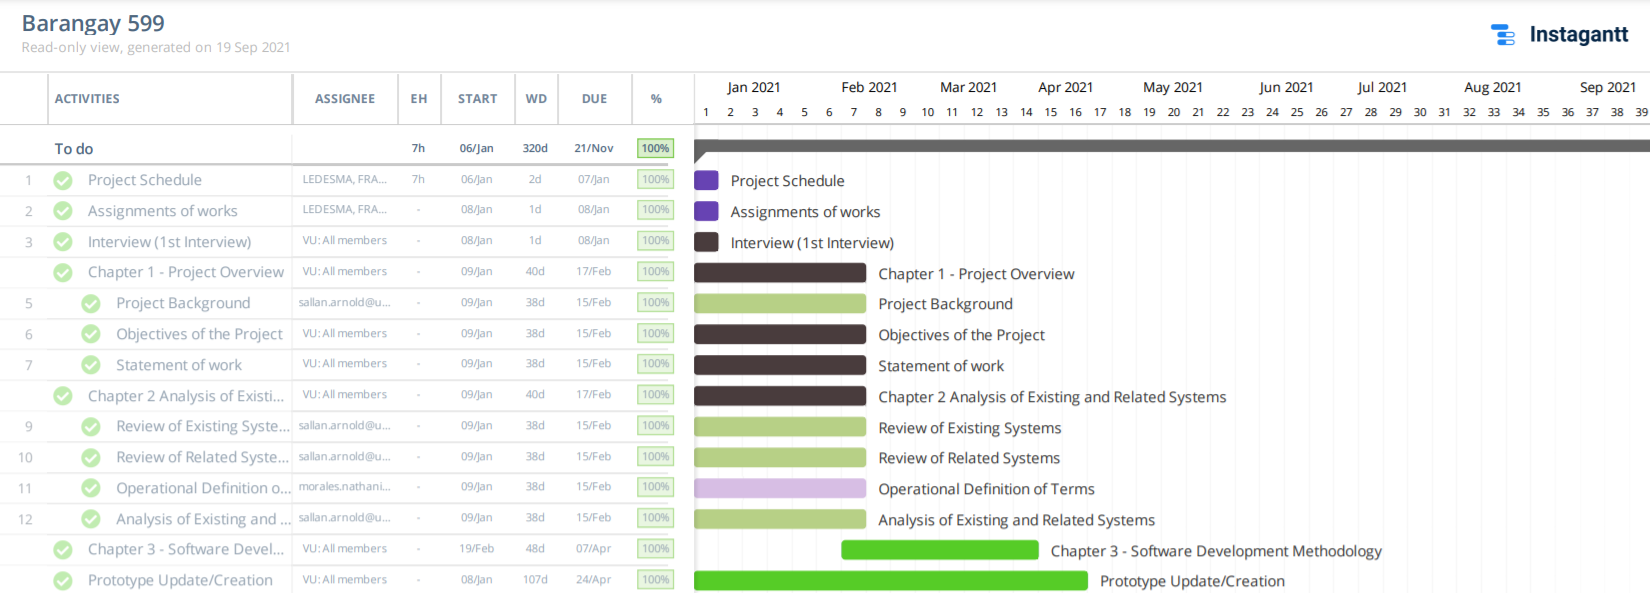 Barangay 599
Read-only view, generated on 19 Sep 2021
Instagantt
ACTIVITIES ASSIGNEE EH START WD DUE %
Jan 2021 Feb 2021 Mar 2021 Apr 2021 May 2021 Jun 2021 Jul 2021 Aug 2021 Sep 2021
1 2 3 4 5 6 7 8 9 10 11 12 13 14 15 16 17 18 19 20 21 22 23 24 25 26 27 28 29 30 31 32 33 34 35 36 37 38 39
To do 7h 06/Jan 320d 21/Nov 100%
1 Project Schedule LEDESMA, FRA... 7h 06/Jan 2d 07/Jan 100% Project Schedule
2 Assignments of works LEDESMA, FRA... - 08/Jan 1d 08/Jan 100% Assignments of works
3 Interview (1st Interview) VU: All members - 08/Jan 1d 08/Jan 100% Interview (1st Interview)
Chapter 1 - Project Overview VU: All members - 09/Jan 40d 17/Feb 100% Chapter 1 - Project Overview
5 Project Background sallan.arnold@u... - 09/Jan 38d 15/Feb 100% Project Background
6 Objectives of the Project VU: All members - 09/Jan 38d 15/Feb 100% Objectives of the Project
7 Statement of work VU: All members - 09/Jan 38d 15/Feb 100% Statement of work
Chapter 2 Analysis of Existi... VU: All members - 09/Jan 40d 17/Feb 100% Chapter 2 Analysis of Existing and Related Systems
9 Review of Existing Syste... sallan.arnold@u... - 09/Jan 38d 15/Feb 100% Review of Existing Systems
10 Review of Related Syste... sallan.arnold@u... - 09/Jan 38d 15/Feb 100% Review of Related Systems
11 Operational Definition o... morales.nathani... - 09/Jan 38d 15/Feb 100% Operational Definition of Terms
12 Analysis of Existing and ... sallan.arnold@u... - 09/Jan 38d 15/Feb 100% Analysis of Existing and Related Systems
Chapter 3 - Software Devel... VU: All members - 19/Feb 48d 07/Apr 100% Chapter 3 - Software Development Methodology
Prototype Update/Creation VU: All members - 08/Jan 107d 24/Apr 100% Prototype Update/Creation